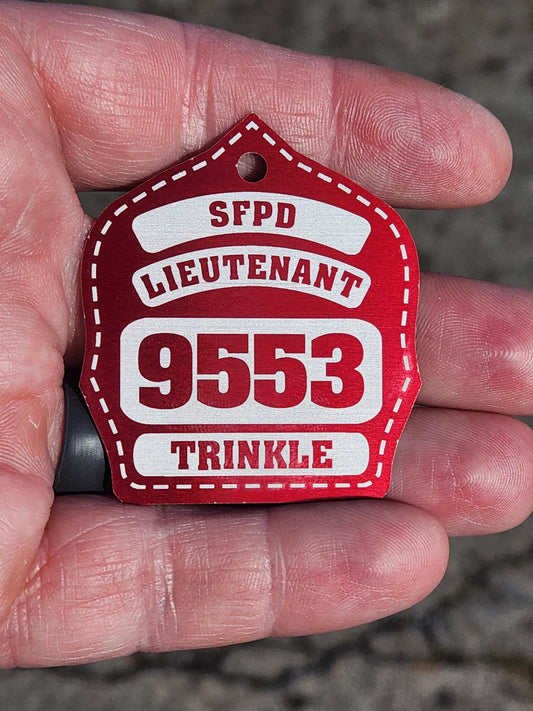 SFPD
LIEUTENANT
9553
TRINKLE